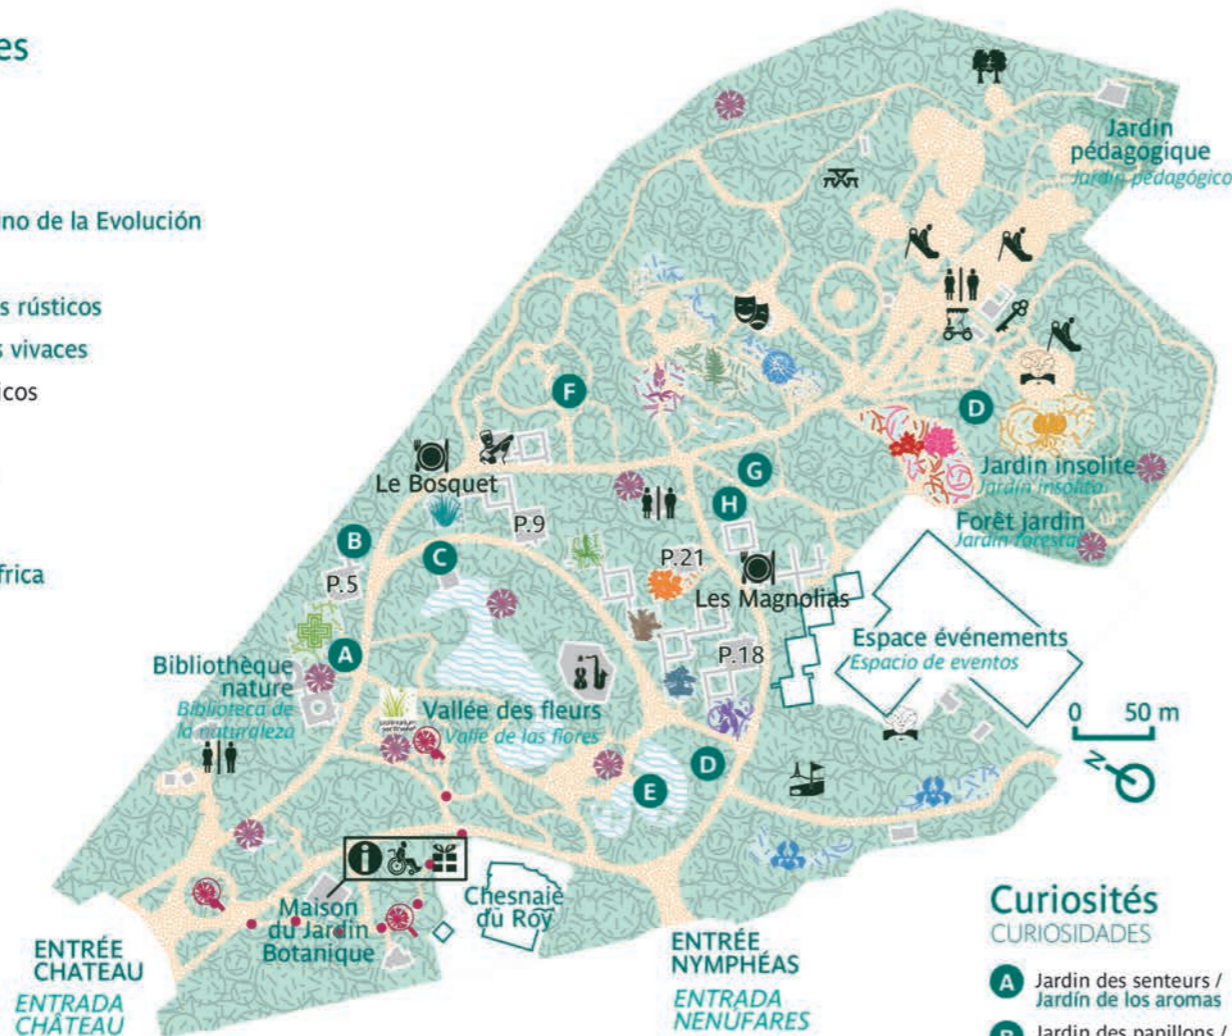 es
no de la Evolución
s rústicos
s vivaces
icos
frica
Jardin
pédagogique
Jardín pedagógico
F
D
Le Bosquet
G
H
Jardin insolite
Jardín insolito
Forêt jardin
Jardín forestal
B
C
P.9
P.5
P.21
Les Magnolias
A
Bibliothèque
nature
Biblioteca de
la naturaleza
P.18
Espace événements
Espacio de eventos
Vallée des fleurs
Valle de las flores
0 50 m
N
D
E
i
Chesnaie
du Roy
Maison
du Jardin
Botanique
ENTRÉE
CHATEAU
ENTRADA
CHÂTEAU
ENTRÉE
NYMPHÉAS
ENTRADA
NENÚFARES
Curiosités
CURIOSIDADES
A Jardin des senteurs /
Jardín de los aromas
B Jardin des papillons /